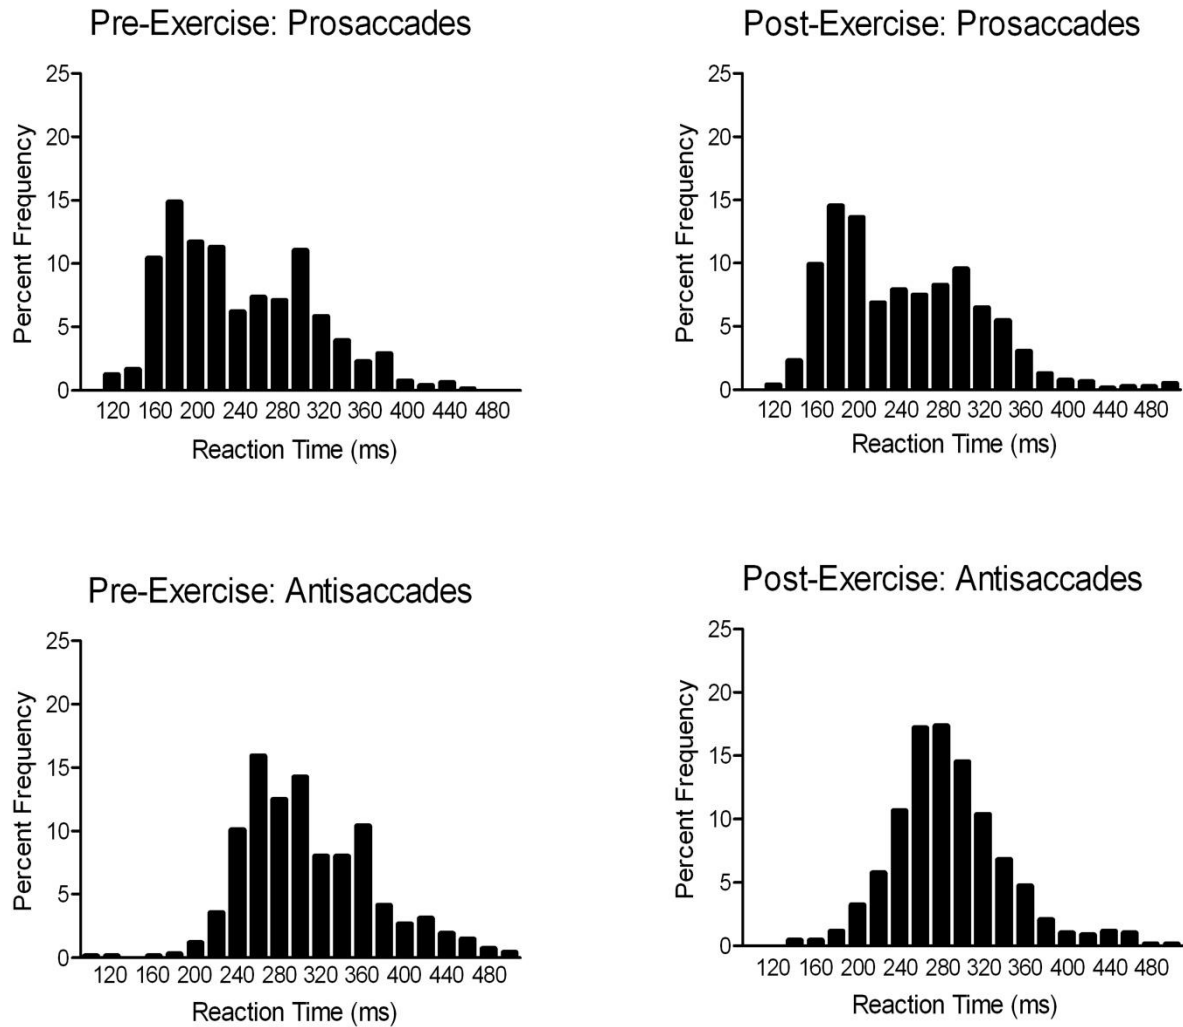 Pre-Exercise: Prosaccades
25
20
15
10
5
0
Percent Frequency
120 160 200 240 280 320 360 400 440 480
Reaction Time (ms)
Post-Exercise: Prosaccades
25
20
15
10
5
0
Percent Frequency
120 160 200 240 280 320 360 400 440 480
Reaction Time (ms)
Pre-Exercise: Antisaccades
25
20
15
10
5
0
Percent Frequency
120 160 200 240 280 320 360 400 440 480
Reaction Time (ms)
Post-Exercise: Antisaccades
25
20
15
10
5
0
Percent Frequency
120 160 200 240 280 320 360 400 440 480
Reaction Time (ms)